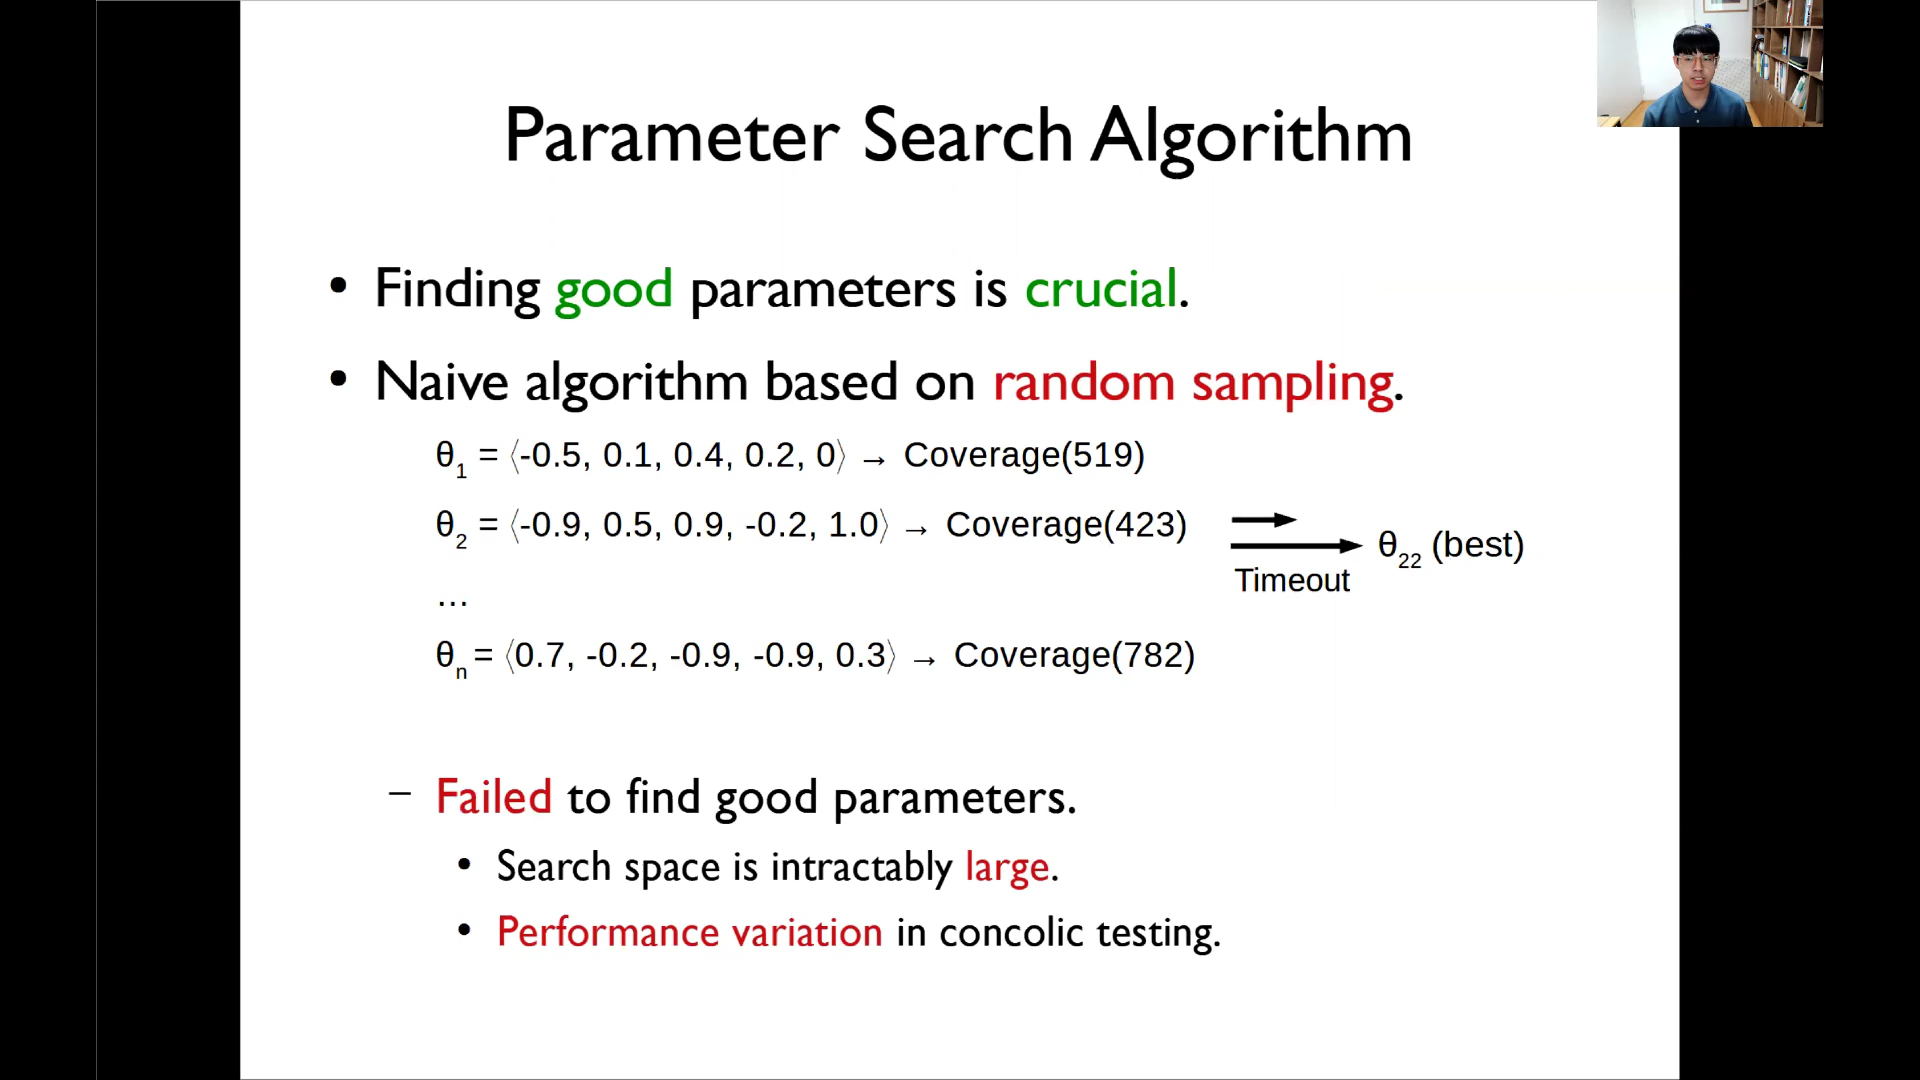 Parameter Search Algorithm
• Finding good parameters is crucial.
• Naive algorithm based on random sampling.
θ1 = ⟨-0.5, 0.1, 0.4, 0.2, 0⟩ → Coverage(519)
θ2 = ⟨-0.9, 0.5, 0.9, -0.2, 1.0⟩ → Coverage(423)
...
θn = ⟨0.7, -0.2, -0.9, -0.9, 0.3⟩ → Coverage(782)
θ22 (best)
Timeout
– Failed to find good parameters.
• Search space is intractably large.
• Performance variation in concolic testing.